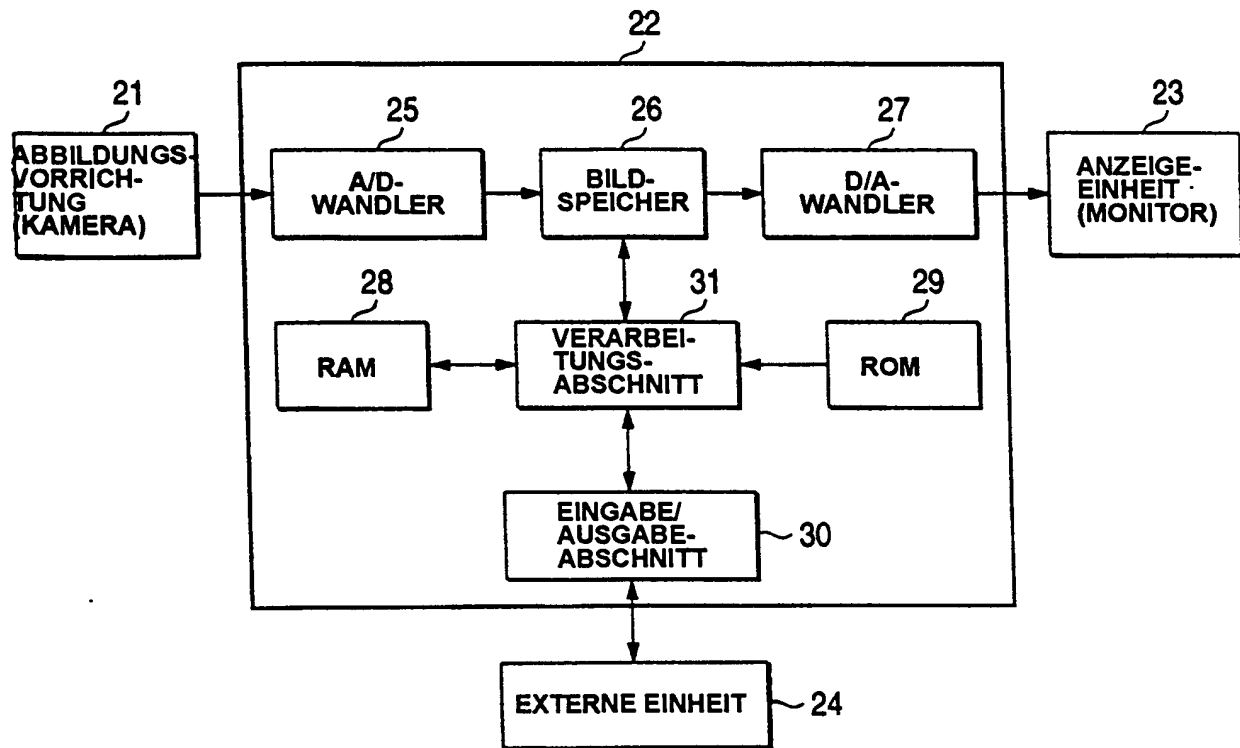 22
21
25
26
27
23
ABBILDUNGS-
VORRICH-
TUNG
(KAMERA)
A/D-
WANDLER
BILD-
SPEICHER
D/A-
WANDLER
ANZEIGE-
EINHEIT
(MONITOR)
28
31
29
RAM
VERARBEI-
TUNGS-
ABSCHNITT
ROM
EINGABE/
AUSGABE-
ABSCHNITT
30
EXTERNE EINHEIT
24